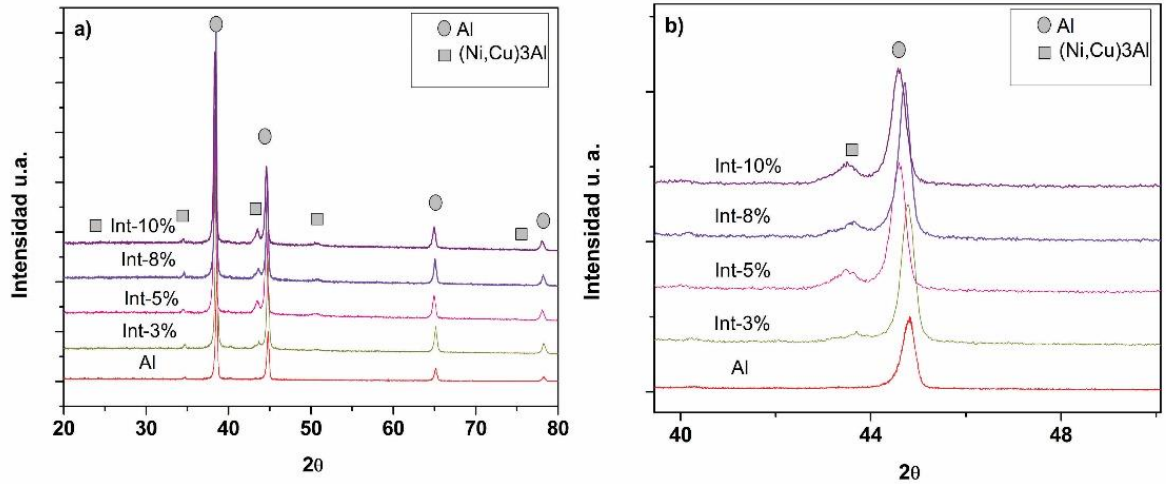 a)
Al
(Ni,Cu)3Al
Int-10%
Int-8%
Int-5%
Int-3%
Al
Intensidad u.a.
20 30 40 50 60 70 80
2θ
b)
Al
(Ni,Cu)3Al
Int-10%
Int-8%
Int-5%
Int-3%
Al
Intensidad u. a.
40 44 48
2θ